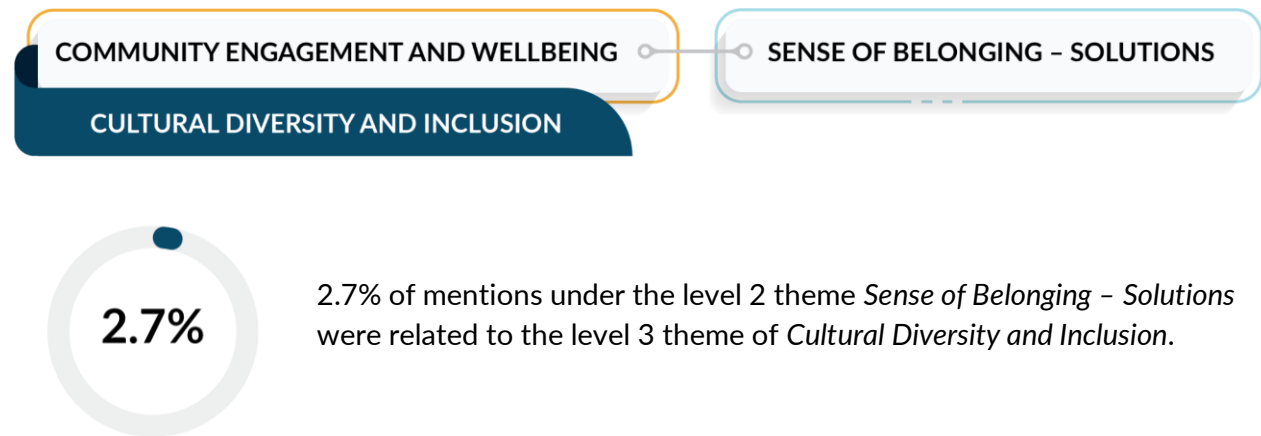 COMMUNITY ENGAGEMENT AND WELLBEING
SENSE OF BELONGING – SOLUTIONS
CULTURAL DIVERSITY AND INCLUSION
2.7%
2.7% of mentions under the level 2 theme Sense of Belonging – Solutions
were related to the level 3 theme of Cultural Diversity and Inclusion.